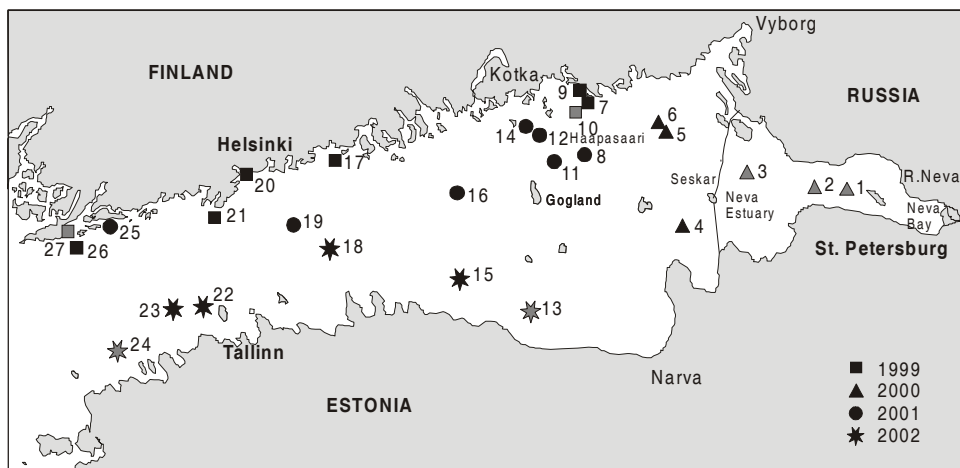 Vyborg
FINLAND
Kotka
RUSSIA
9
7
10
6
5
14
12
Haapasaari
8
11
Helsinki
17
20
3
2
1
R.Neva
Seskar
Neva
Estuary
Neva
Bay
16
Gogland
21
19
25
18
4
St. Petersburg
27
26
15
13
23
22
24
Tallinn
Narva
ESTONIA
1999
2000
2001
2002